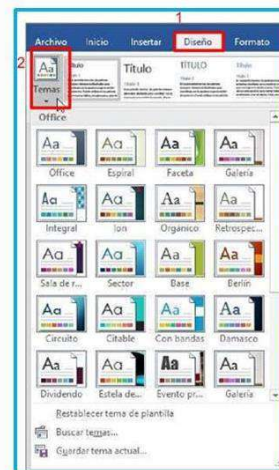 1
Archivo Inicio Insertar Diseño Formato
2
Aa
Temas
Título
TÍTULO
Office
Aa Aa Aa Aa
Office Espiral Faceta Galería
Aa Aa Aa Aa
Integral Ion Orgánico Retrospec...
Aa Aa Aa Aa
Sala de r... Sector Base Berlín
Aa Aa Aa Aa
Circuito Citable Con bandas Damasco
Aa Aa Aa Aa
Dividendo Estela de... Evento pr... Galería
Restablecer tema de plantilla
Buscar temas...
Guardar tema actual...